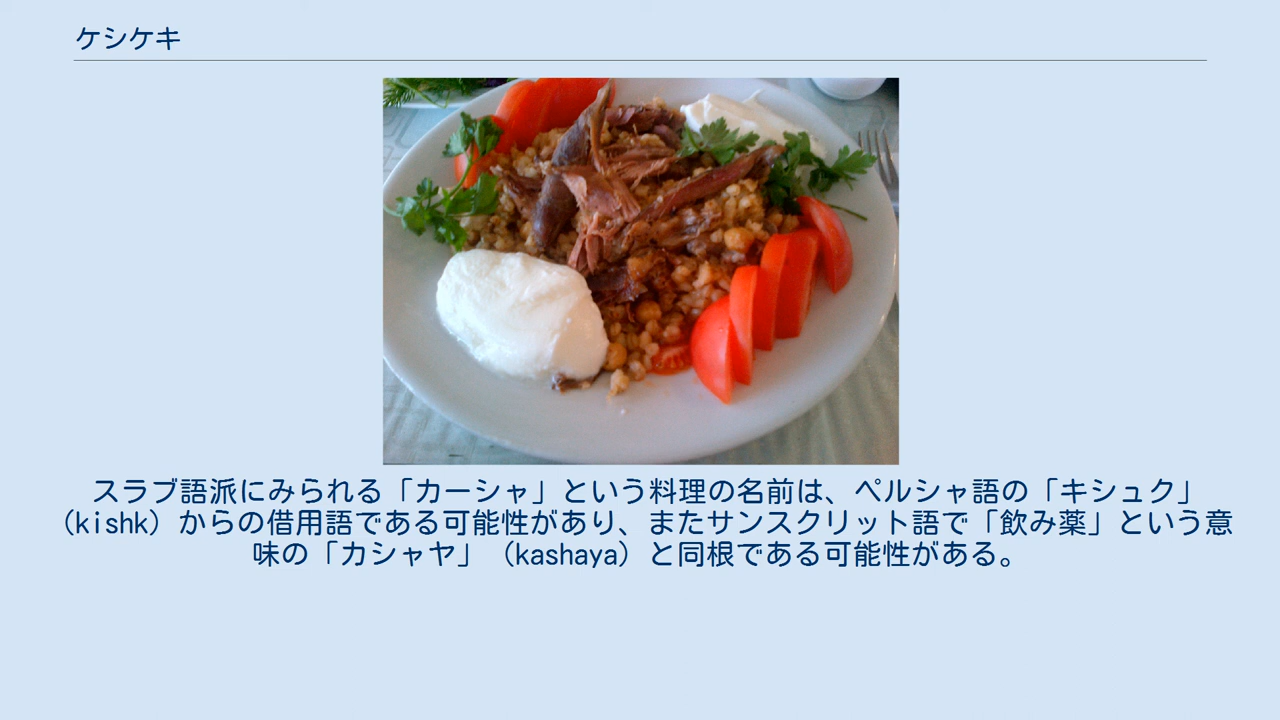 ケシケキ
スラブ語派にみられる「カーシャ」という料理の名前は、ペルシャ語の「キシュク」
（kishk）からの借用語である可能性があり、またサンスクリット語で「飲み薬」という意
味の「カシャヤ」（kashaya）と同根である可能性がある。